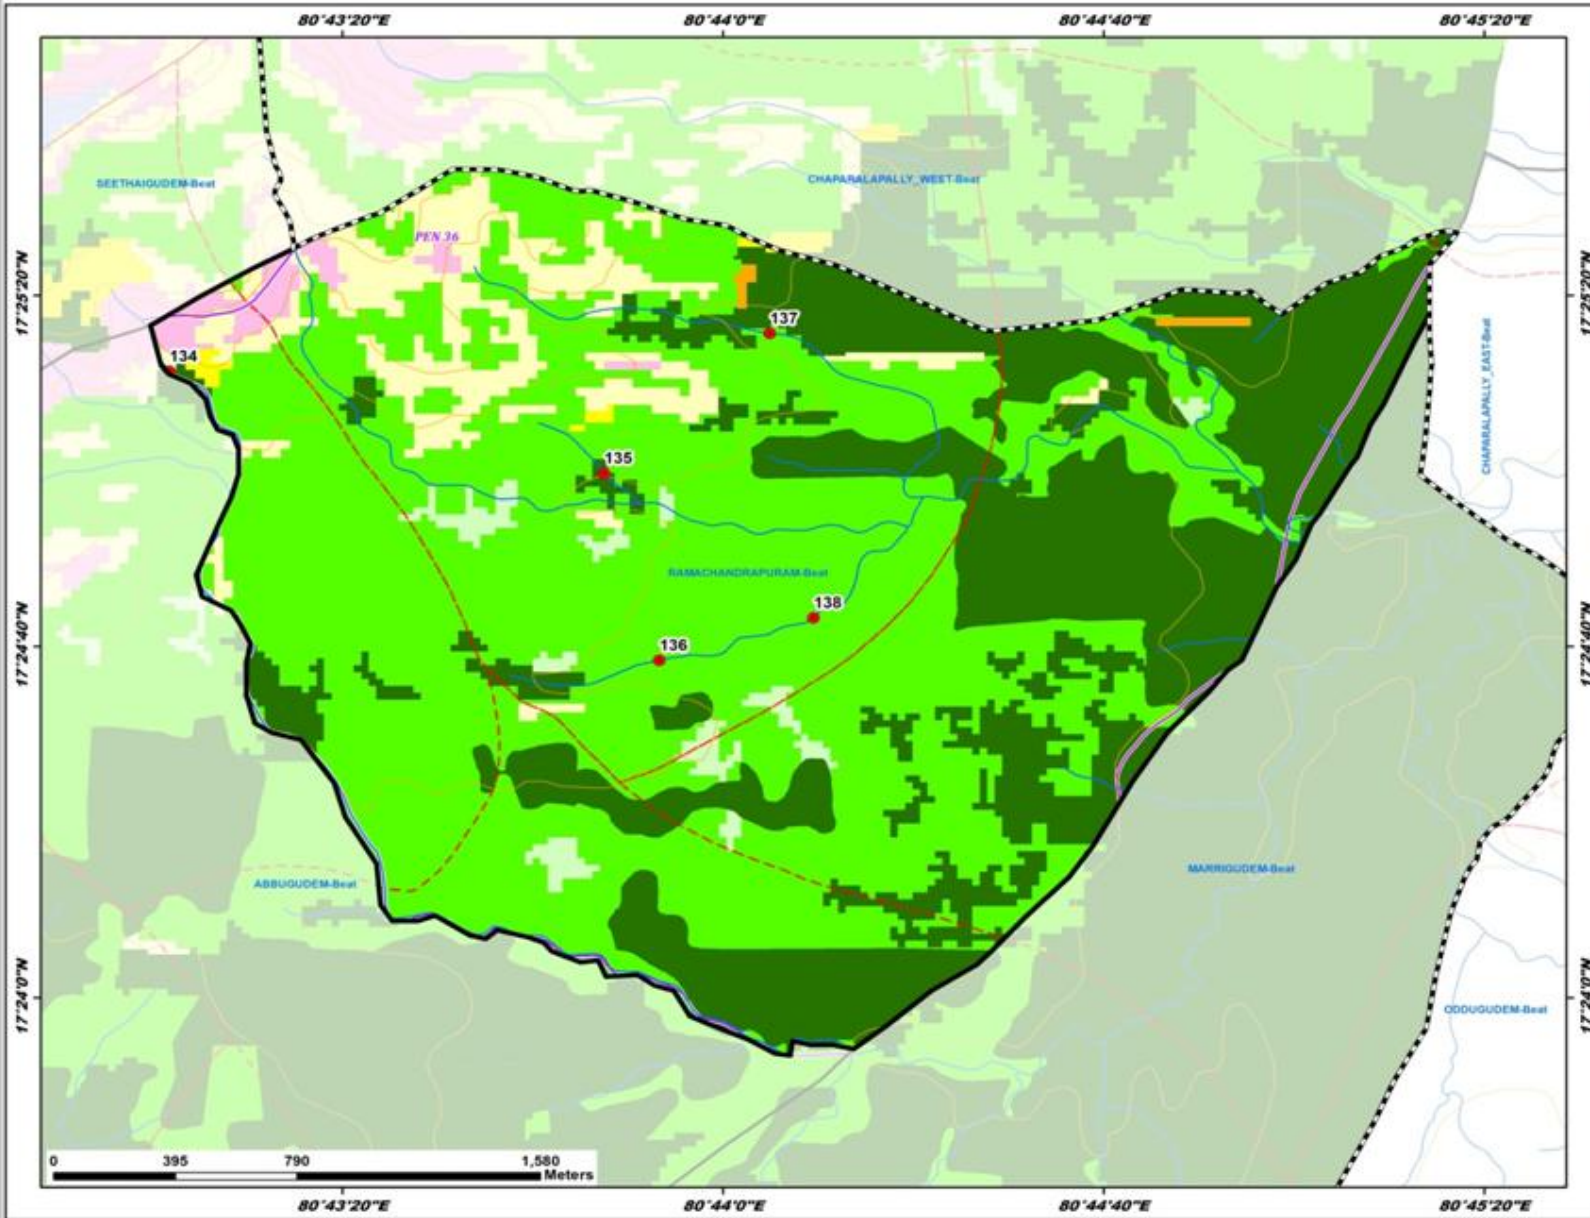 80°43'20"E 80°44'0"E 80°44'40"E 80°45'20"E
SEETHAIGUDEM-Beat
CHAPARALAPALLY_WEST-Beat
PEN 36
17°25'20"N
17°25'20"N
137
134
CHAPARALAPALLY_EAST-Beat
135
RAMACHANDRAPURAM-Beat
138
136
17°24'40"N
17°24'40"N
MARRIGUDEM-Beat
ABBUGUDEM-Beat
17°24'0"N
17°24'0"N
ODDUGUDEM-Beat
0 395 790 1,580
Meters
80°43'20"E 80°44'0"E 80°44'40"E 80°45'20"E